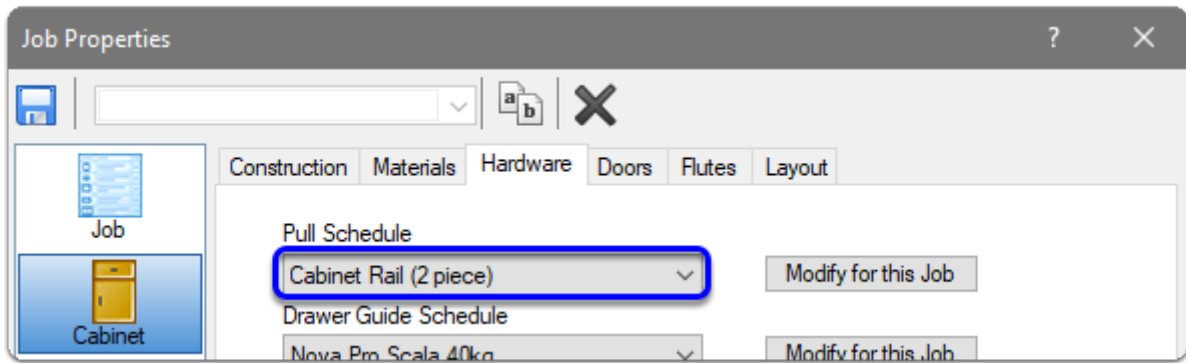 Job Properties
?
a
b
Construction Materials Hardware Doors Flutes Layout
Job
Pull Schedule
Cabinet Rail (2 piece)
Modify for this Job
Drawer Guide Schedule
Cabinet
Nova Pro Scala 40kg
Modify for this Job